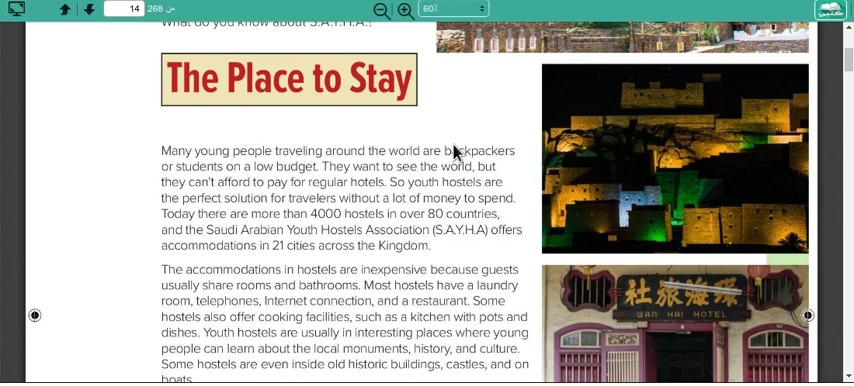 14
من 268
60%
كتبي
What do you know about S.A.Y.H.A.?
The Place to Stay
Many young people traveling around the world are backpackers
or students on a low budget. They want to see the world, but
they can't afford to pay for regular hotels. So youth hostels are
the perfect solution for travelers without a lot of money to spend.
Today there are more than 4000 hostels in over 80 countries,
and the Saudi Arabian Youth Hostels Association (S.A.Y.H.A) offers
accommodations in 21 cities across the Kingdom.
The accommodations in hostels are inexpensive because guests
usually share rooms and bathrooms. Most hostels have a laundry
room, telephones, Internet connection, and a restaurant. Some
hostels also offer cooking facilities, such as a kitchen with pots and
dishes. Youth hostels are usually in interesting places where young
people can learn about the local monuments, history, and culture.
Some hostels are even inside old historic buildings, castles, and on
boats.
社旅海環
WAN HAI HOTEL